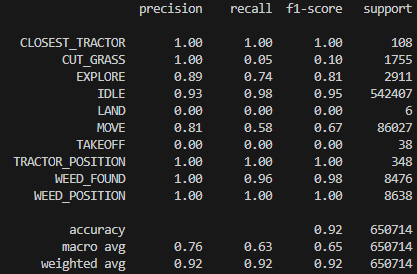 precision recall f1-score support
CLOSEST_TRACTOR 1.00 1.00 1.00 108
CUT_GRASS 1.00 0.05 0.10 1755
EXPLORE 0.89 0.74 0.81 2911
IDLE 0.93 0.98 0.95 542407
LAND 0.00 0.00 0.00 6
MOVE 0.81 0.58 0.67 86027
TAKEOFF 0.00 0.00 0.00 38
TRACTOR_POSITION 1.00 1.00 1.00 348
WEED_FOUND 1.00 0.96 0.98 8476
WEED_POSITION 1.00 1.00 1.00 8638
accuracy 0.92 650714
macro avg 0.76 0.63 0.65 650714
weighted avg 0.92 0.92 0.92 650714